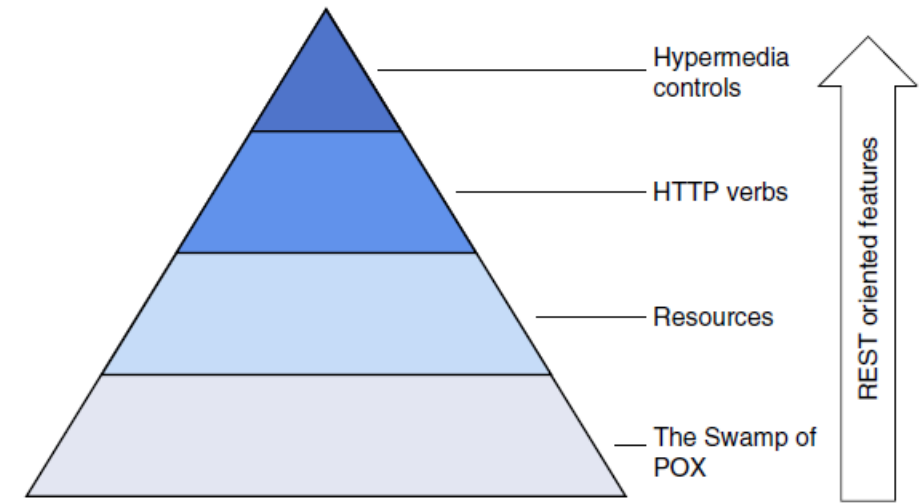 Hypermedia
controls
HTTP verbs
Resources
The Swamp of
POX
REST oriented features